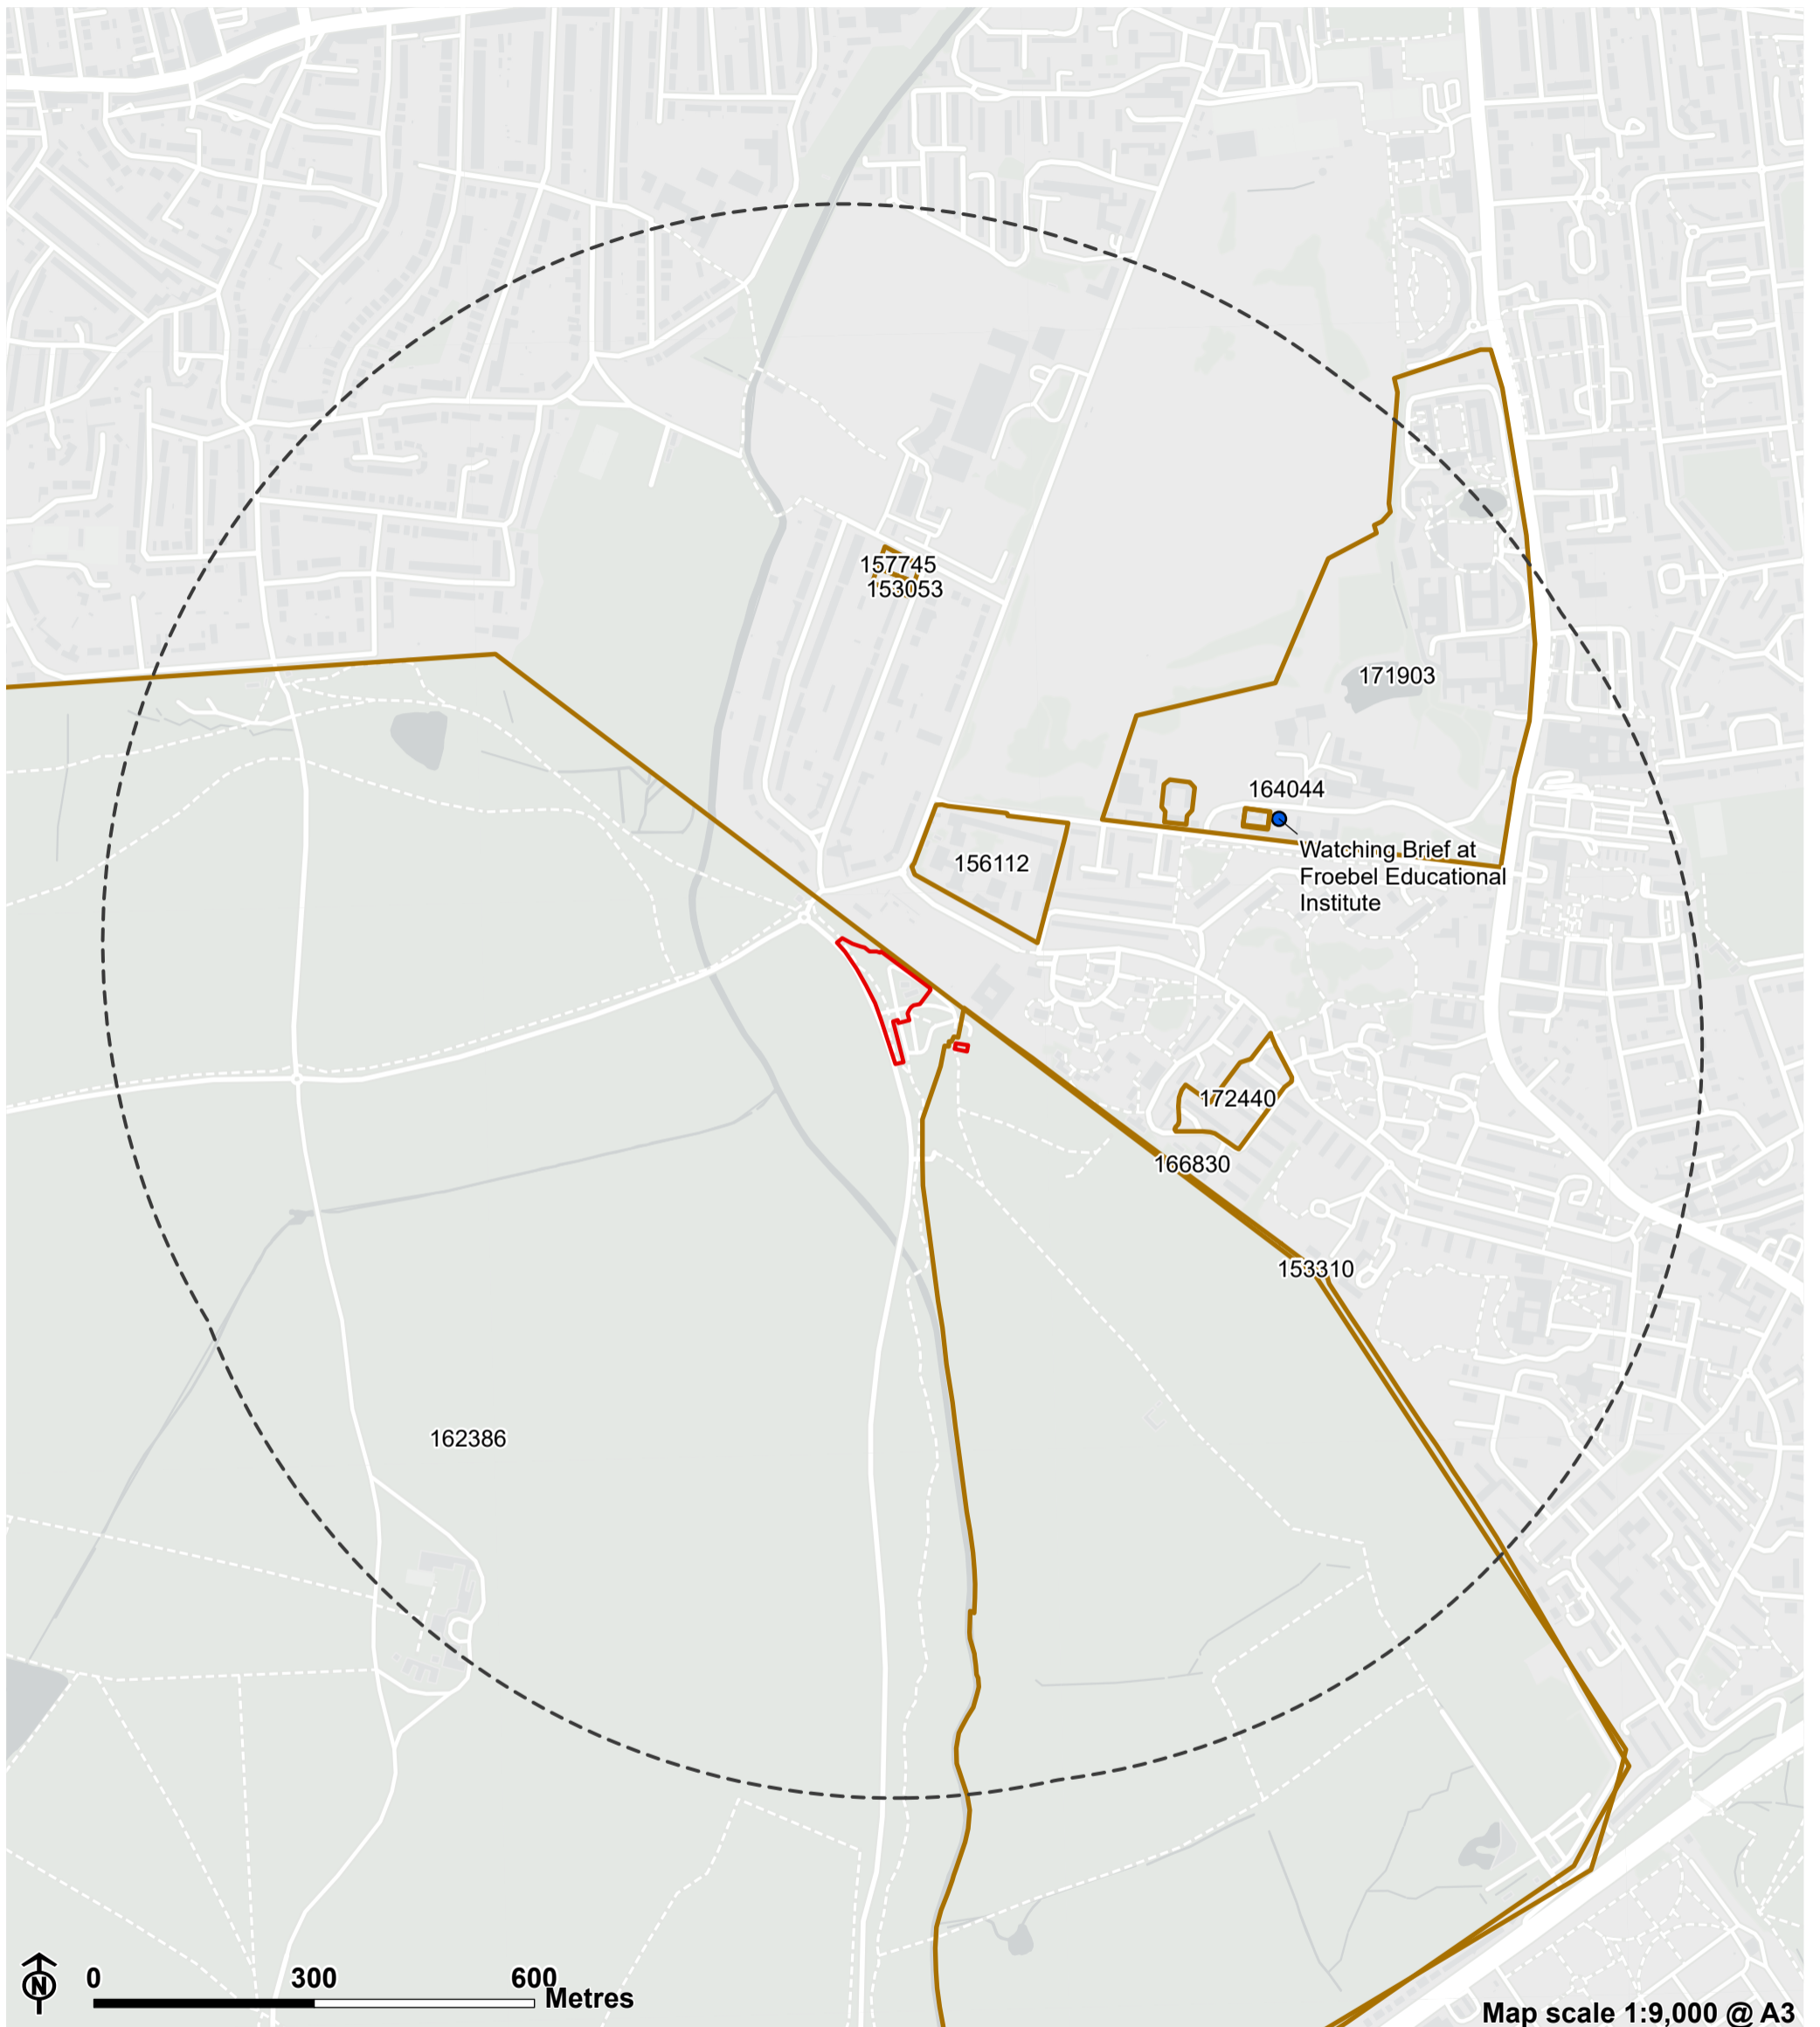 157745
153053
171903
164044
Watching Brief at
Froebel Educational
Institute
156112
172440
166830
153310
162386
N
0 300 600
Metres
Map scale 1:9,000 @ A3